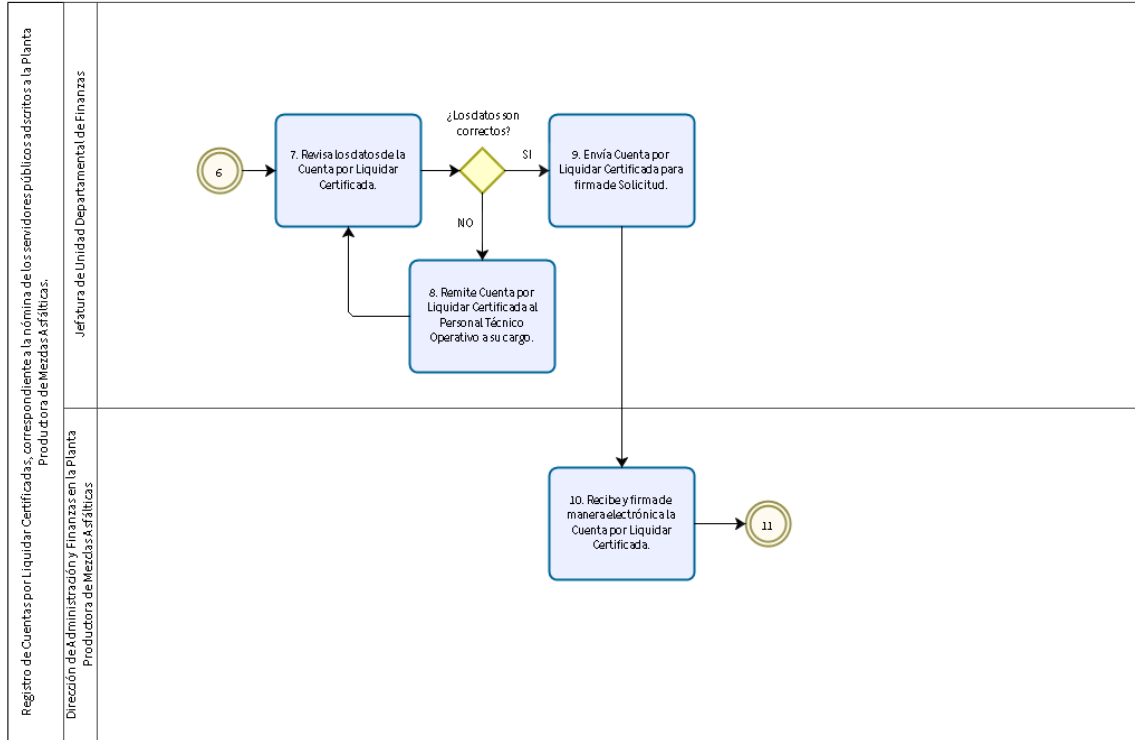 Registro de Cuentas por Liquidar Certificadas, correspondiente a la nómina de los servidores públicos adscritos a la Planta
Productora de Mezclas Asfálticas.
Jefatura de Unidad Departamental de Finanzas
6
7. Revisa los datos de la
Cuenta por Liquidar
Certificada.
¿Los datos son
correctos?
SI
NO
9. Envía Cuenta por
Liquidar Certificada para
firma de Solicitud.
8. Remite Cuenta por
Liquidar Certificada al
Personal Técnico
Operativo a su cargo.
Dirección de Administración y Finanzas en la Planta
Productora de Mezclas Asfálticas
10. Recibe y firma de
manera electrónica la
Cuenta por Liquidar
Certificada.
11